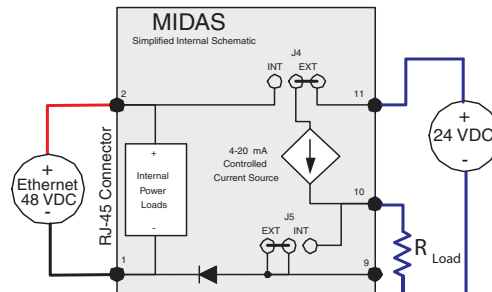 MIDAS
Simplified Internal Schematic
J4
INT EXT
2
11
RJ-45 Connector
+
Ethernet
48 VDC
-
+
Internal
Power
Loads
-
4-20 mA
Controlled
Current Source
+
24 VDC
-
10
J5
EXT INT
1
9
R Load